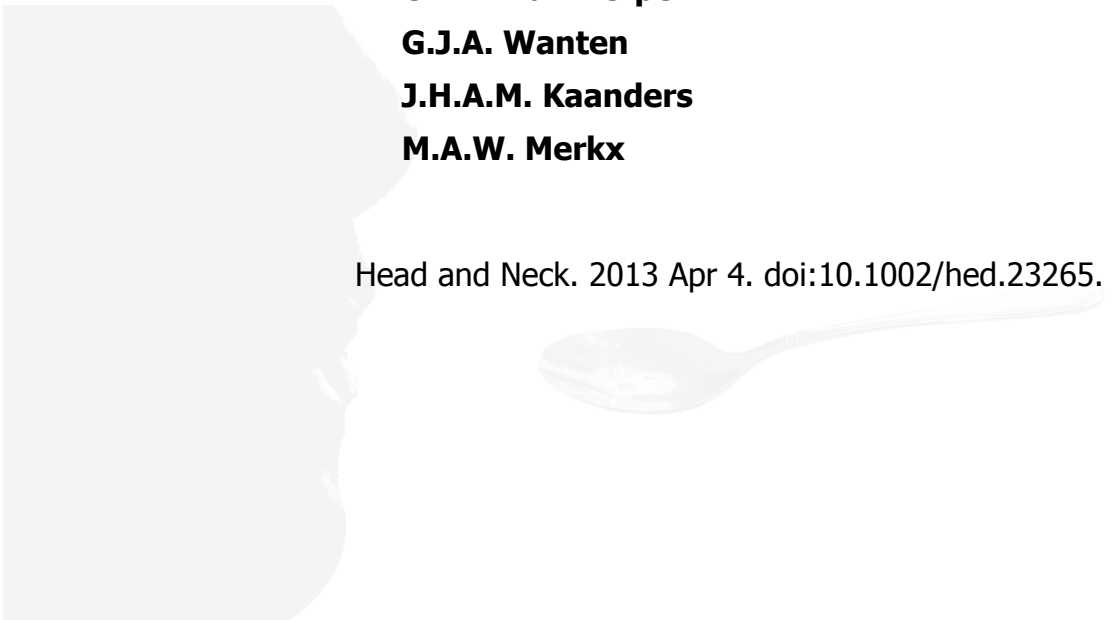 G.J.A. Wanten
J.H.A.M. Kaanders
M.A.W. Merkx
Head and Neck. 2013 Apr 4. doi:10.1002/hed.23265.